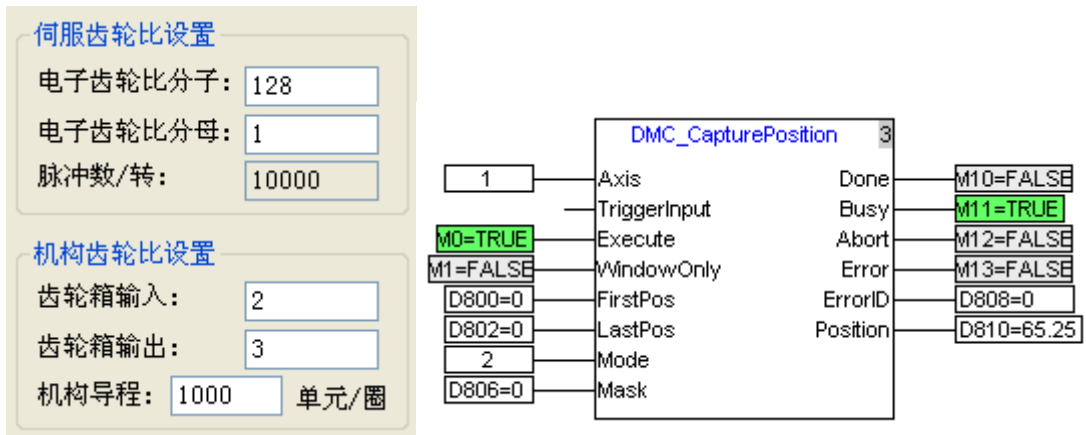 伺服齿轮比设置
电子齿轮比分子: 128
电子齿轮比分母: 1
脉冲数/转: 10000
机构齿轮比设置
齿轮箱输入: 2
齿轮箱输出: 3
机构导程: 1000 单元/圈
DMC_CapturePosition 3
1 Axis Done M10=FALSE
TriggerInput Busy M11=TRUE
M0=TRUE Execute Abort M12=FALSE
M1=FALSE WindowOnly Error M13=FALSE
D800=0 FirstPos ErrorID D808=0
D802=0 LastPos Position D810=65.25
2 Mode
D806=0 Mask